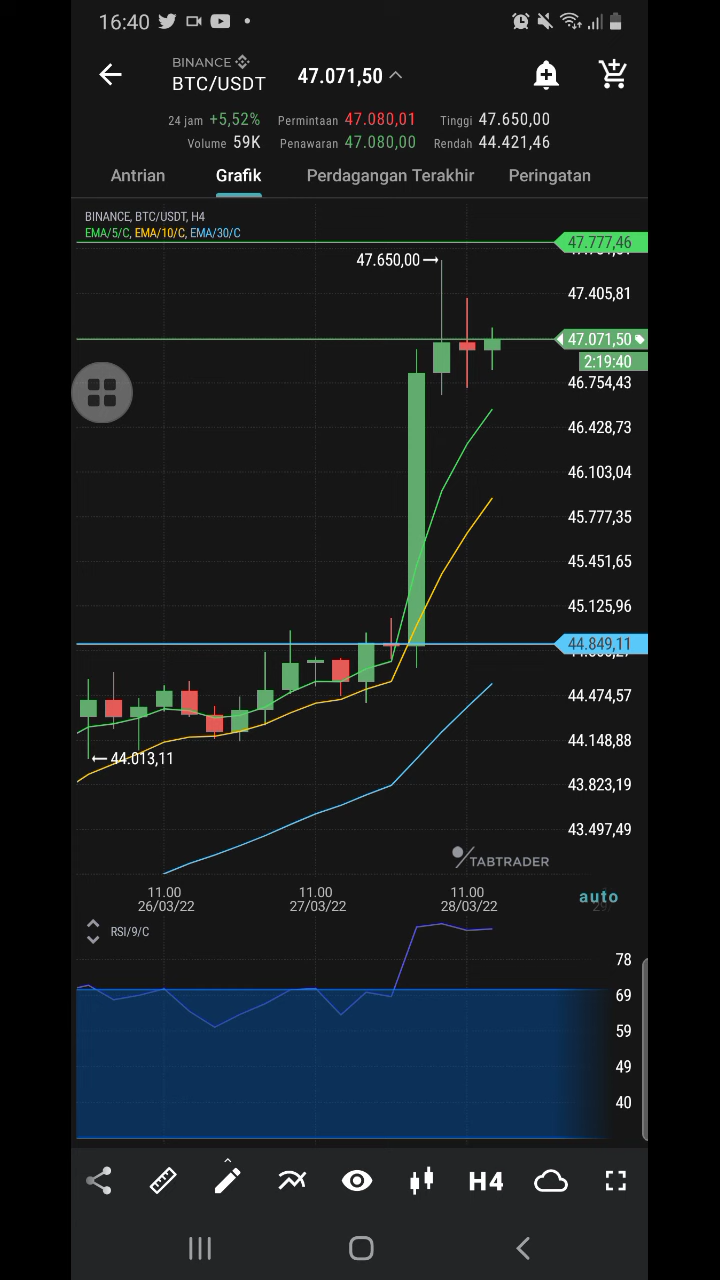 16:40
BINANCE
BTC/USDT
47.071,50
24 jam +5,52% Permintaan 47.080,01 Tinggi 47.650,00
Volume 59K Penawaran 47.080,00 Rendah 44.421,46
Antrian Grafik Perdagangan Terakhir Peringatan
BINANCE, BTC/USDT, H4
EMA/5/C, EMA/10/C, EMA/30/C
47.777,46
47.650,00
47.405,81
47.071,50
2:19:40
46.754,43
46.428,73
46.103,04
45.777,35
45.451,65
45.125,96
44.849,11
44.474,57
44.148,88
44.013,11
43.823,19
43.497,49
TABTRADER
11.00 11.00 11.00
26/03/22 27/03/22 28/03/22
auto
RSI/9/C
78
69
59
49
40
H4